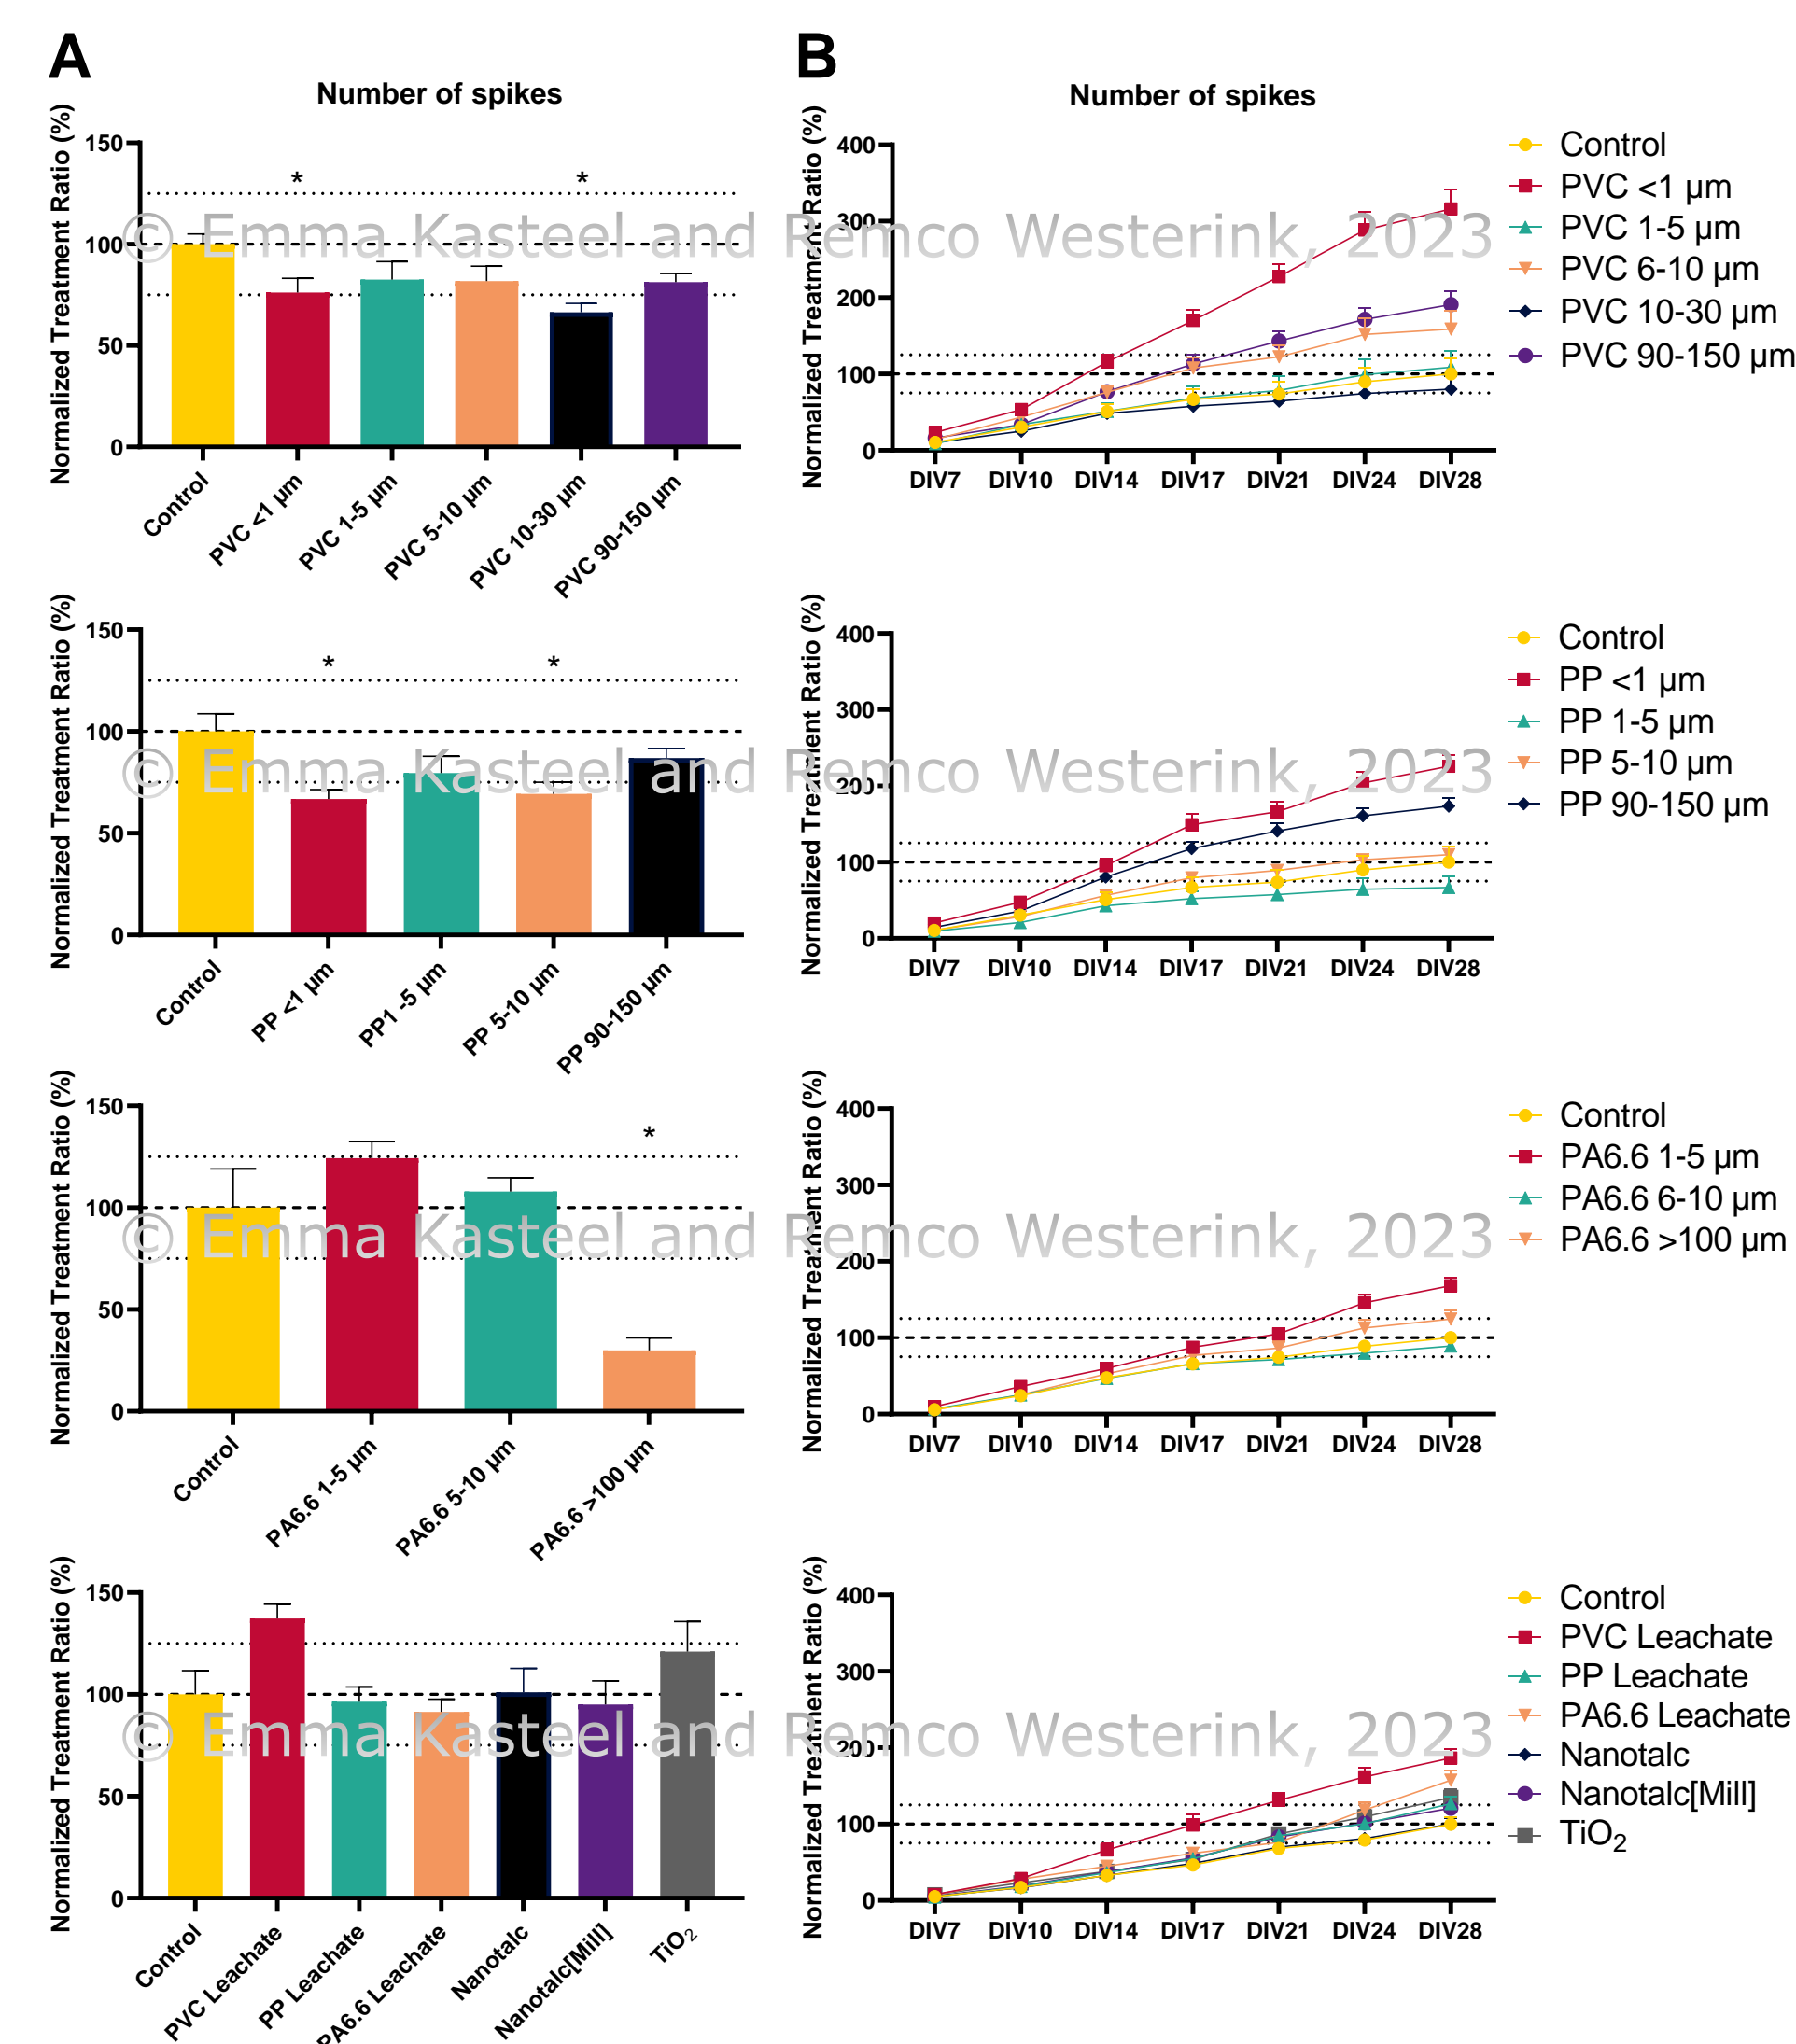 A
B
Number of spikes
Number of spikes
Normalized Treatment Ratio (%)
150
100
50
0
Control
PVC <1 µm
PVC 1-5 µm
PVC 5-10 µm
PVC 10-30 µm
PVC 90-150 µm
*
*
Normalized Treatment Ratio (%)
400
300
200
100
0
DIV7 DIV10 DIV14 DIV17 DIV21 DIV24 DIV28
Control
PVC <1 µm
PVC 1-5 µm
PVC 6-10 µm
PVC 10-30 µm
PVC 90-150 µm
© Emma Kasteel and Remco Westerink, 2023
Normalized Treatment Ratio (%)
150
100
50
0
Control
PP <1 µm
PP1 -5 µm
PP 5-10 µm
PP 90-150 µm
*
*
Normalized Treatment Ratio (%)
400
300
200
100
0
DIV7 DIV10 DIV14 DIV17 DIV21 DIV24 DIV28
Control
PP <1 µm
PP 1-5 µm
PP 5-10 µm
PP 90-150 µm
© Emma Kasteel and Remco Westerink, 2023
Normalized Treatment Ratio (%)
150
100
50
0
Control
PA6.6 1-5 µm
PA6.6 5-10 µm
PA6.6 >100 µm
*
Normalized Treatment Ratio (%)
400
300
200
100
0
DIV7 DIV10 DIV14 DIV17 DIV21 DIV24 DIV28
Control
PA6.6 1-5 µm
PA6.6 6-10 µm
PA6.6 >100 µm
© Emma Kasteel and Remco Westerink, 2023
Normalized Treatment Ratio (%)
150
100
50
0
Control
PVC Leachate
PP Leachate
PA6.6 Leachate
Nanotalc
Nanotalc[Mill]
TiO₂
Normalized Treatment Ratio (%)
400
300
200
100
0
DIV7 DIV10 DIV14 DIV17 DIV21 DIV24 DIV28
Control
PVC Leachate
PP Leachate
PA6.6 Leachate
Nanotalc
Nanotalc[Mill]
TiO₂
© Emma Kasteel and Remco Westerink, 2023